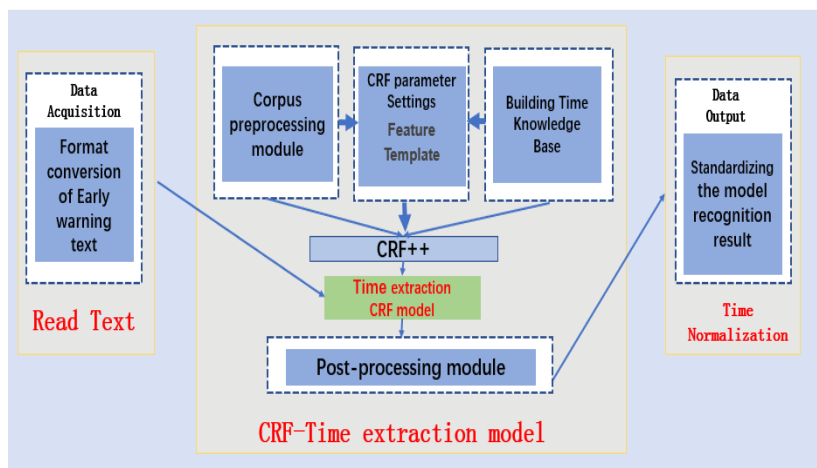 Data
Acquisition
Format
conversion
of Early
warning
text
Read Text
Corpus
preprocessing
module
CRF parameter
Settings
Feature
Template
Building Time
Knowledge
Base
CRF++
Time extraction
CRF model
Post-processing module
CRF-Time extraction model
Data
Output
Standardizing
the model
recognition
result
Time
Normalization